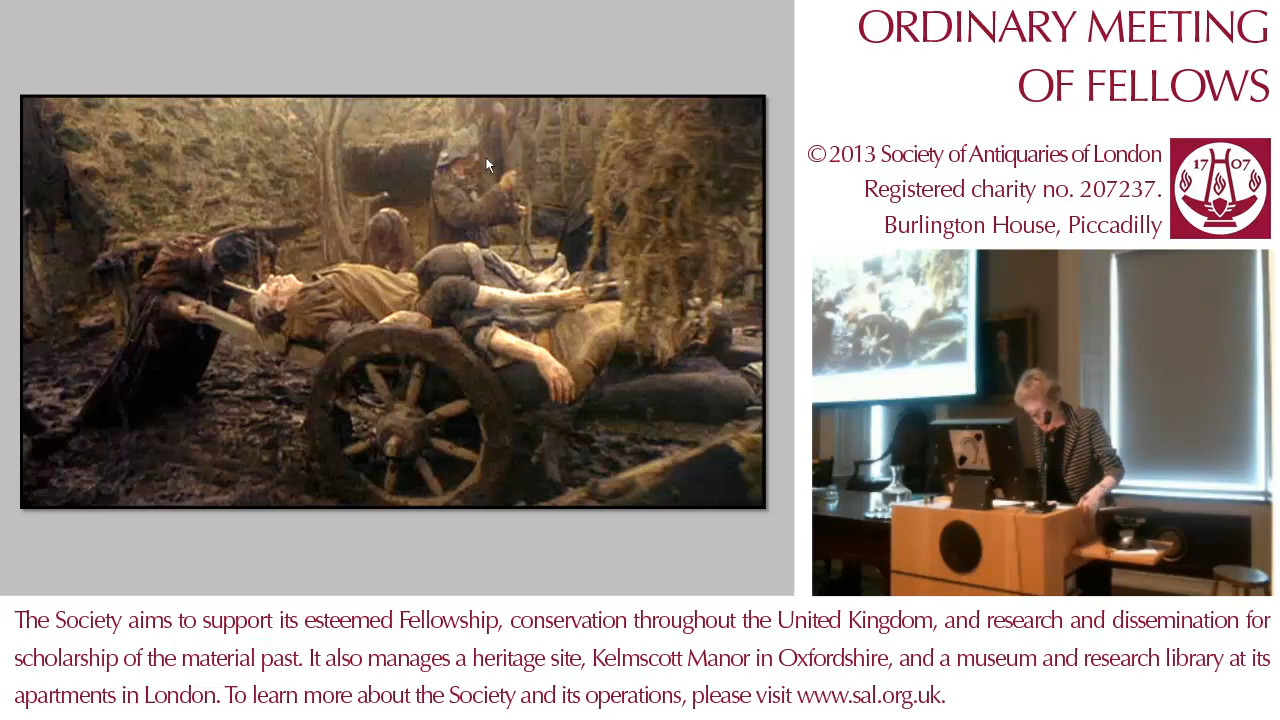 ORDINARY MEETING
OF FELLOWS
© 2013 Society of Antiquaries of London
Registered charity no. 207237.
Burlington House, Piccadilly
17 07
The Society aims to support its esteemed Fellowship, conservation throughout the United Kingdom, and research and dissemination for
scholarship of the material past. It also manages a heritage site, Kelmscott Manor in Oxfordshire, and a museum and research library at its
apartments in London. To learn more about the Society and its operations, please visit www.sal.org.uk.